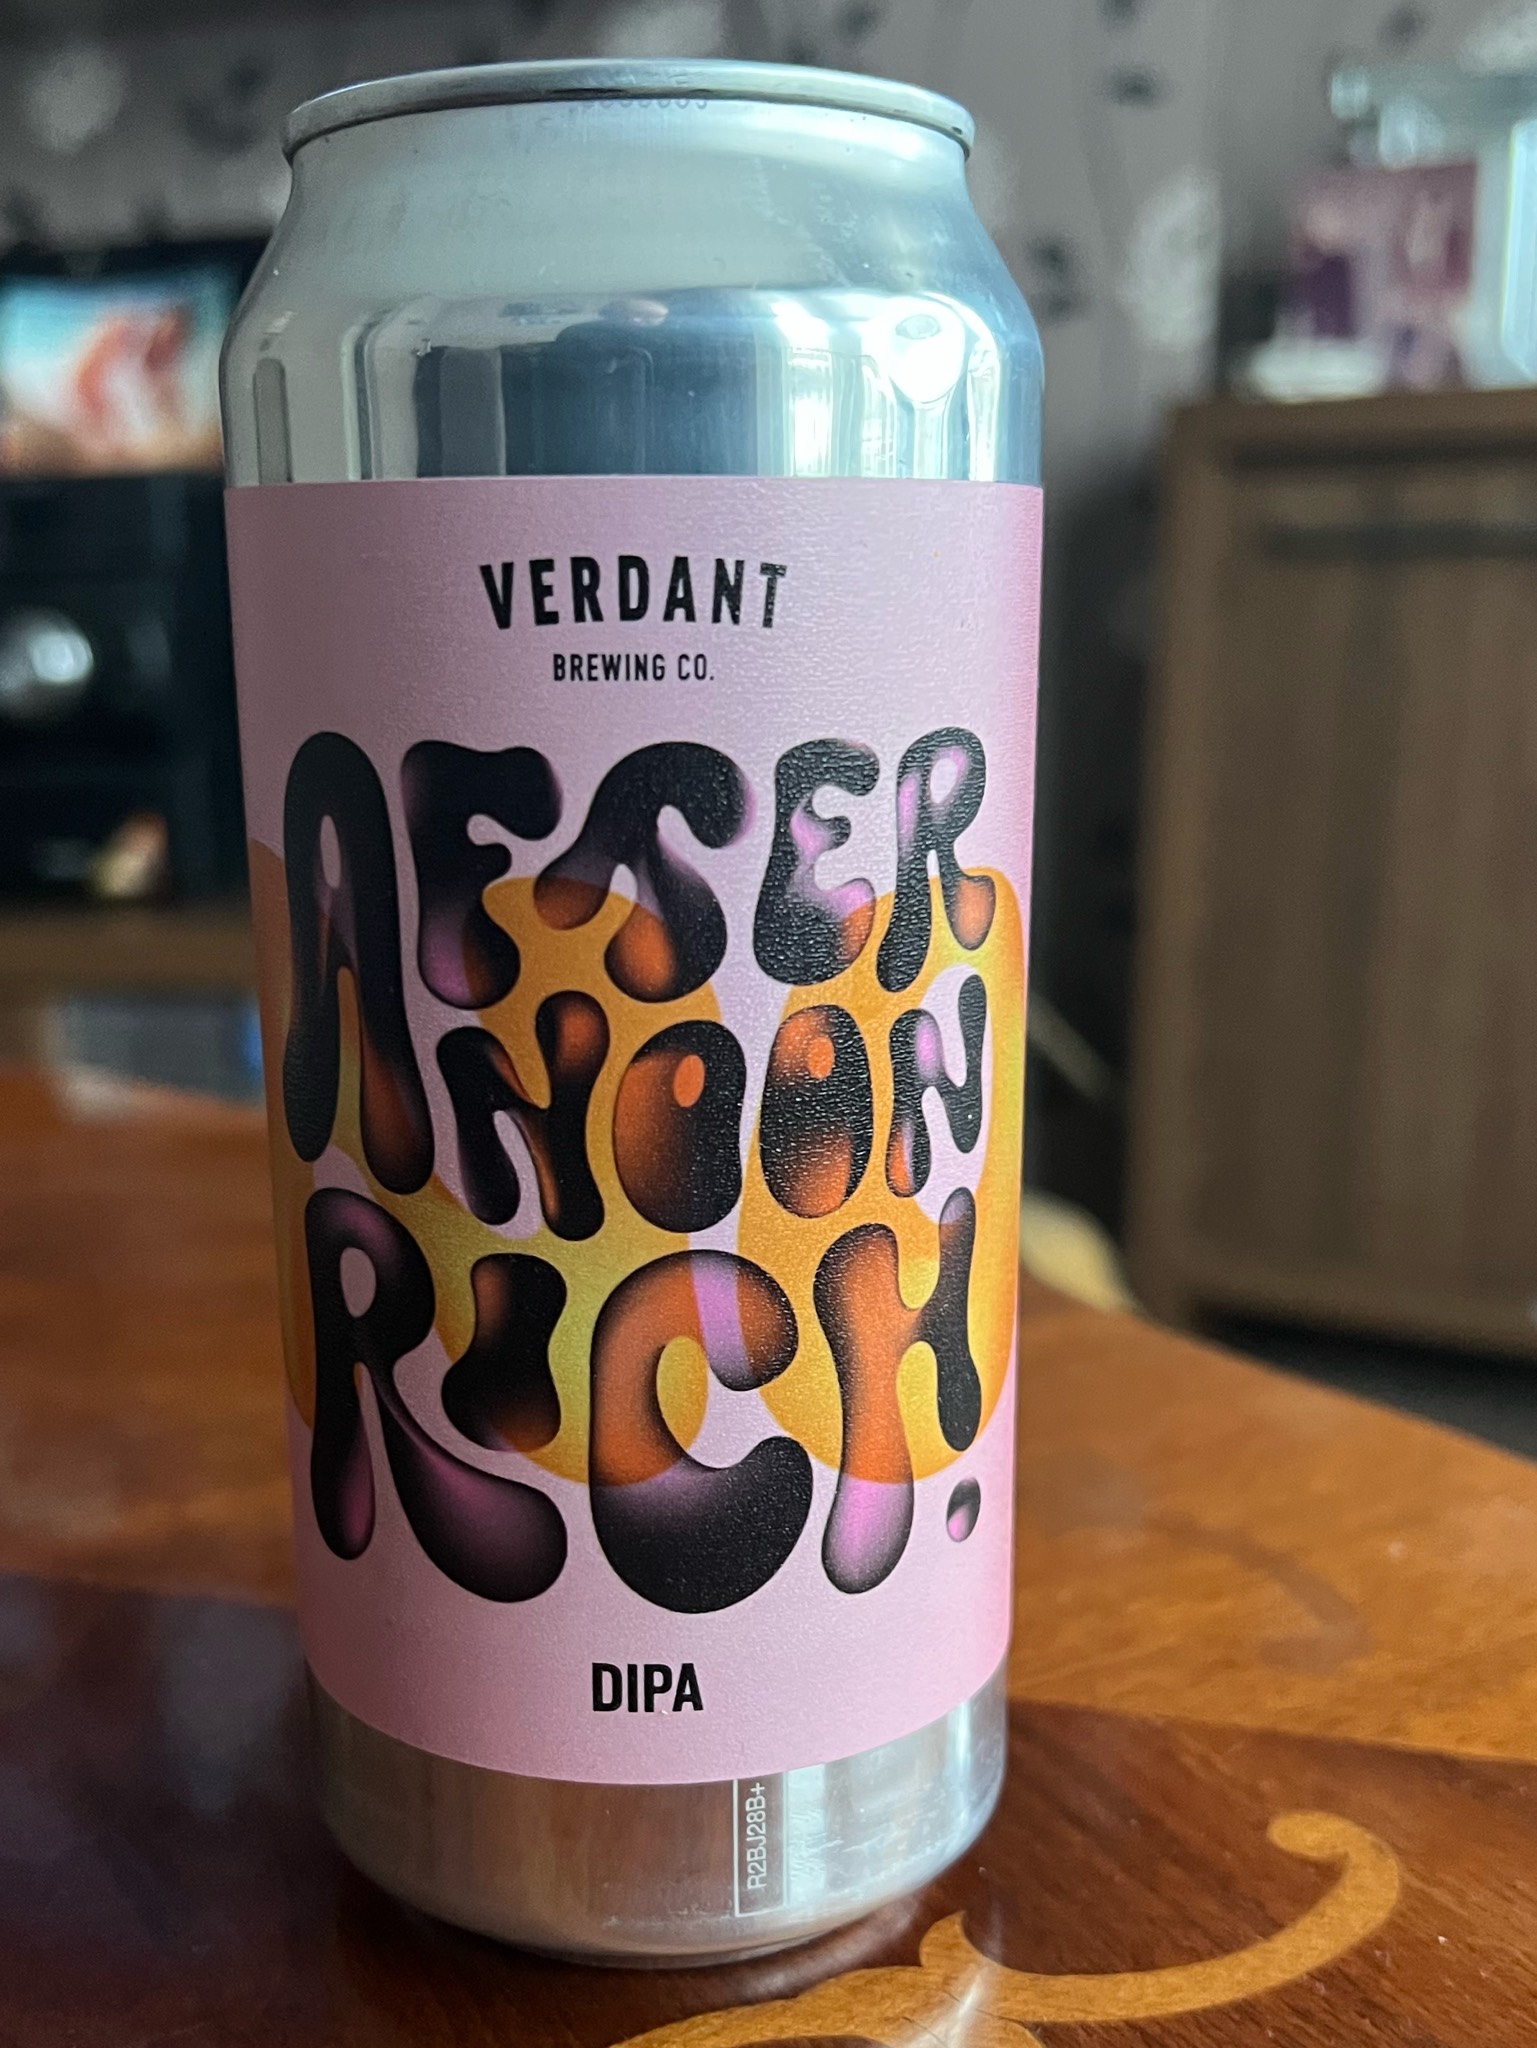 VERDANT
BREWING CO.
AFTER
NOON
RICH.
DIPA
R2BJ28B+